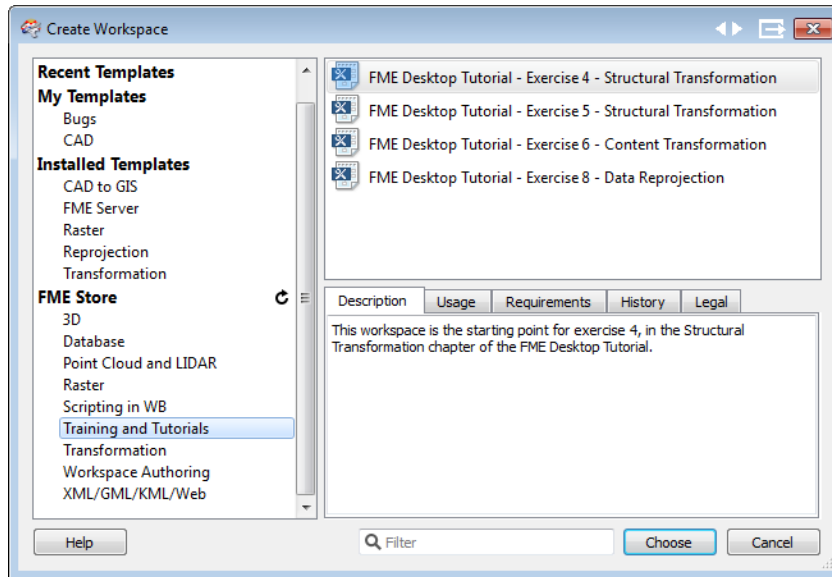 Create Workspace
Recent Templates
My Templates
Bugs
CAD
Installed Templates
CAD to GIS
FME Server
Raster
Reprojection
Transformation
FME Store
3D
Database
Point Cloud and LIDAR
Raster
Scripting in WB
Training and Tutorials
Transformation
Workspace Authoring
XML/GML/KML/Web
FME Desktop Tutorial - Exercise 4 - Structural Transformation
FME Desktop Tutorial - Exercise 5 - Structural Transformation
FME Desktop Tutorial - Exercise 6 - Content Transformation
FME Desktop Tutorial - Exercise 8 - Data Reprojection
Description Usage Requirements History Legal
This workspace is the starting point for exercise 4, in the Structural
Transformation chapter of the FME Desktop Tutorial.
Help Filter Choose Cancel